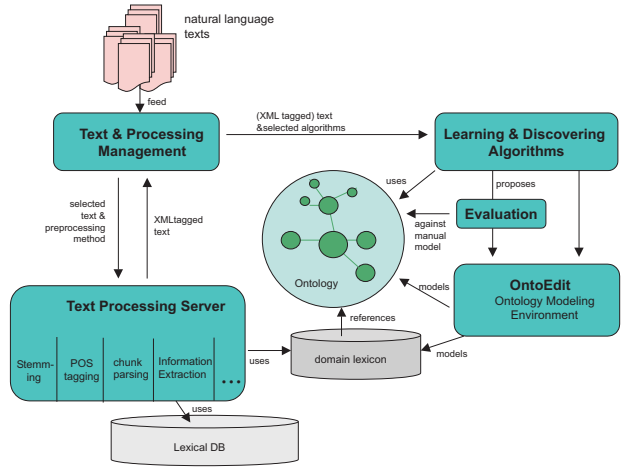 natural language
texts
feed
Text & Processing
Management
(XML tagged) text
&selected algorithms
Learning & Discovering
Algorithms
uses
proposes
selected
text &
preprocessing
method
XMLtagged
text
Evaluation
against
manual
model
Ontology
models
OntoEdit
Ontology Modeling
Environment
Text Processing Server
references
Stemm-
ing
POS
tagging
chunk
parsing
Information
Extraction
...
uses
domain lexicon
models
uses
Lexical DB